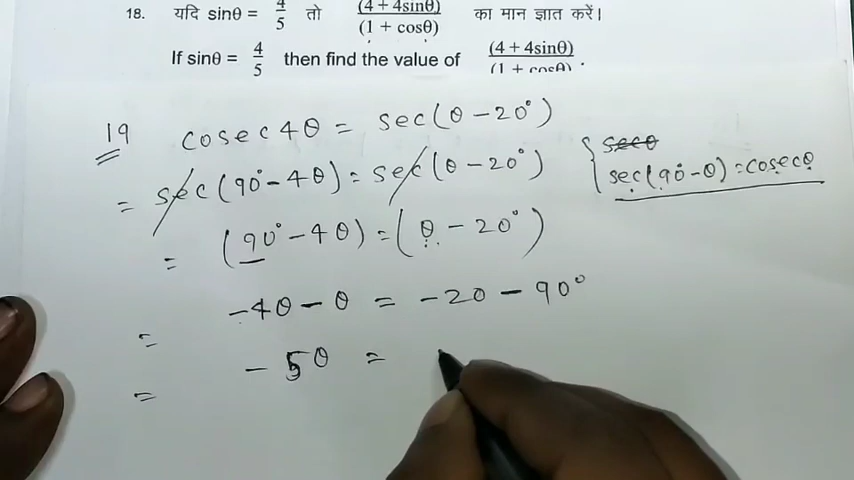 18. यदि sinθ = 4/5 तो (4 + 4sinθ)/(1 + cosθ) का मान ज्ञात करें।
If sinθ = 4/5 then find the value of (4 + 4sinθ)/(1 + cosθ) .
19 cosec4θ = sec(θ - 20°)
= sec(90° - 4θ) = sec(θ - 20°)
{ secθ
sec(90° - θ) = cosecθ
= (90° - 4θ) = (θ - 20°)
= -4θ - θ = -20 - 90°
= -5θ =